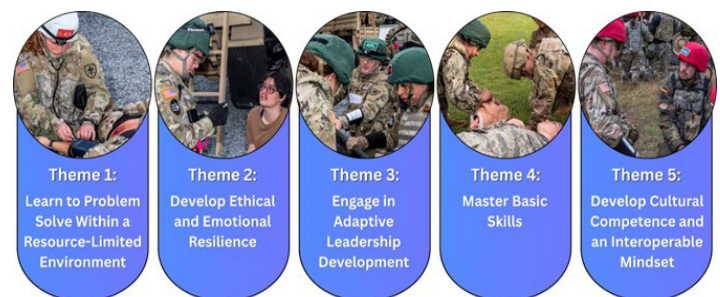 Theme 1:
Learn to Problem
Solve Within a
Resource-Limited
Environment
Theme 2:
Develop Ethical
and Emotional
Resilience
Theme 3:
Engage in
Adaptive
Leadership
Development
Theme 4:
Master Basic
Skills
Theme 5:
Develop Cultural
Competence and
an Interoperable
Mindset